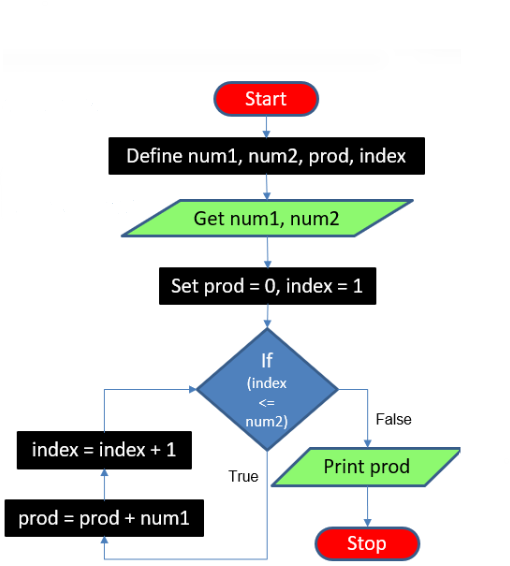 Start
Define num1, num2, prod, index
Get num1, num2
Set prod = 0, index = 1
If
(index
<=
num2)
False
index = index + 1
Print prod
True
prod = prod + num1
Stop